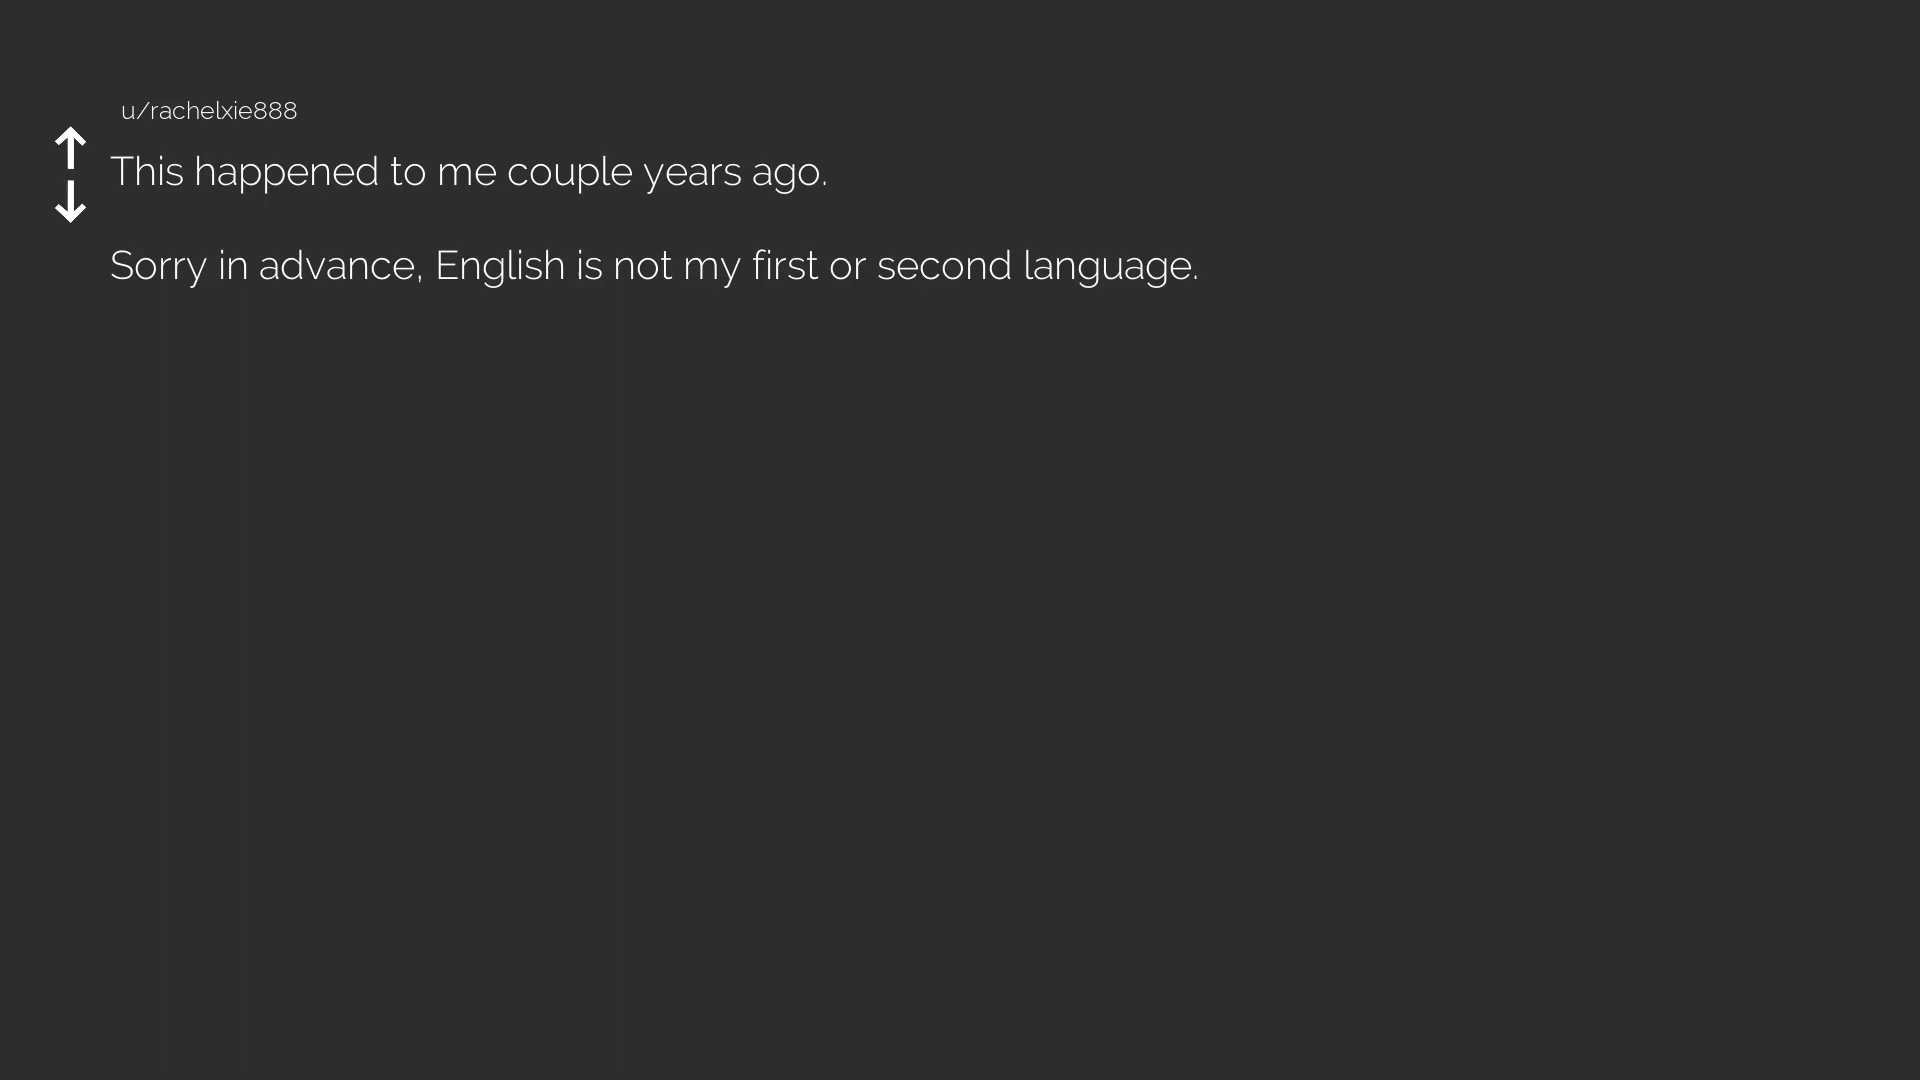 u/rachelxie888
This happened to me couple years ago.
Sorry in advance, English is not my first or second language.